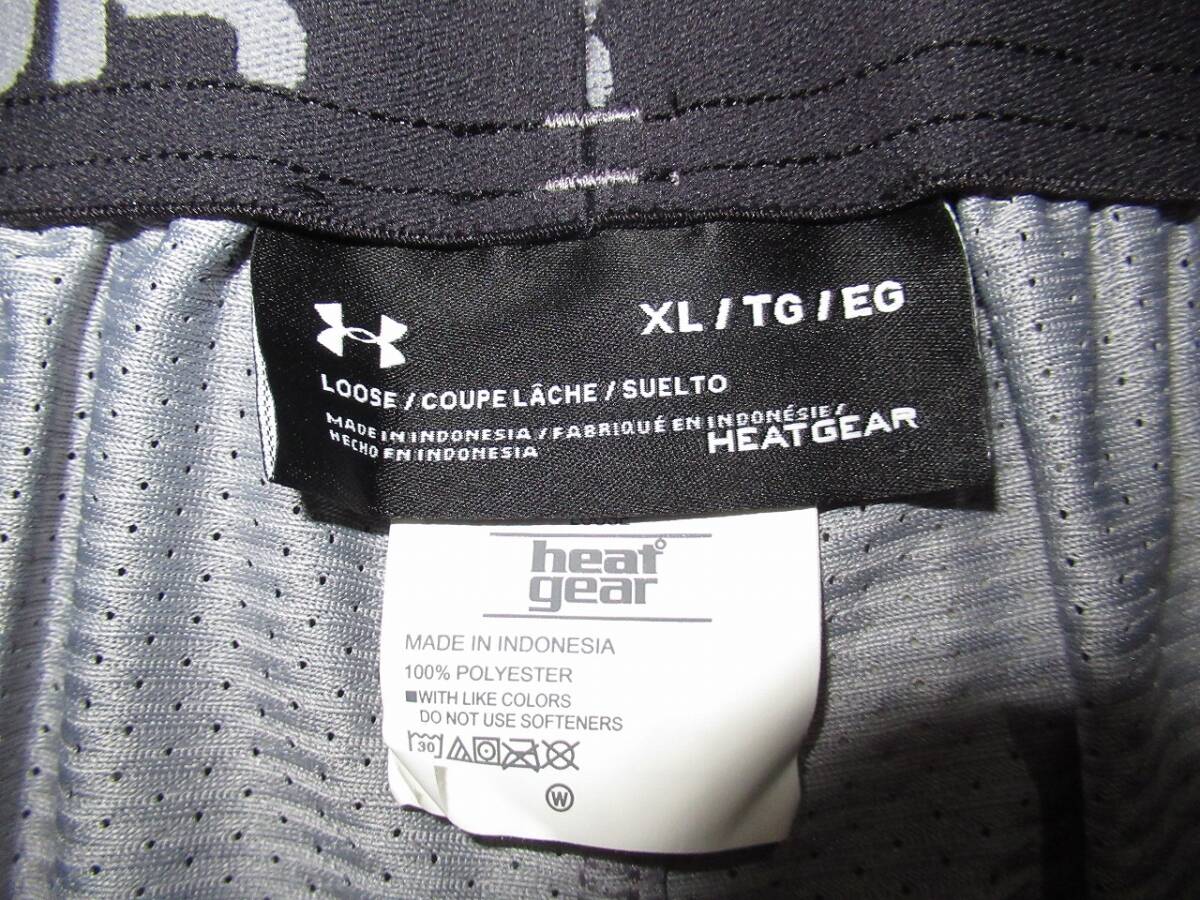 XL / TG / EG
LOOSE / COUPE LÂCHE / SUELTO
MADE IN INDONESIA / FABRIQUÉ EN INDONÉSIE /
HECHO EN INDONESIA
HEATGEAR
LOOSE
heat
gear
MADE IN INDONESIA
100% POLYESTER
WITH LIKE COLORS
DO NOT USE SOFTENERS
30
W